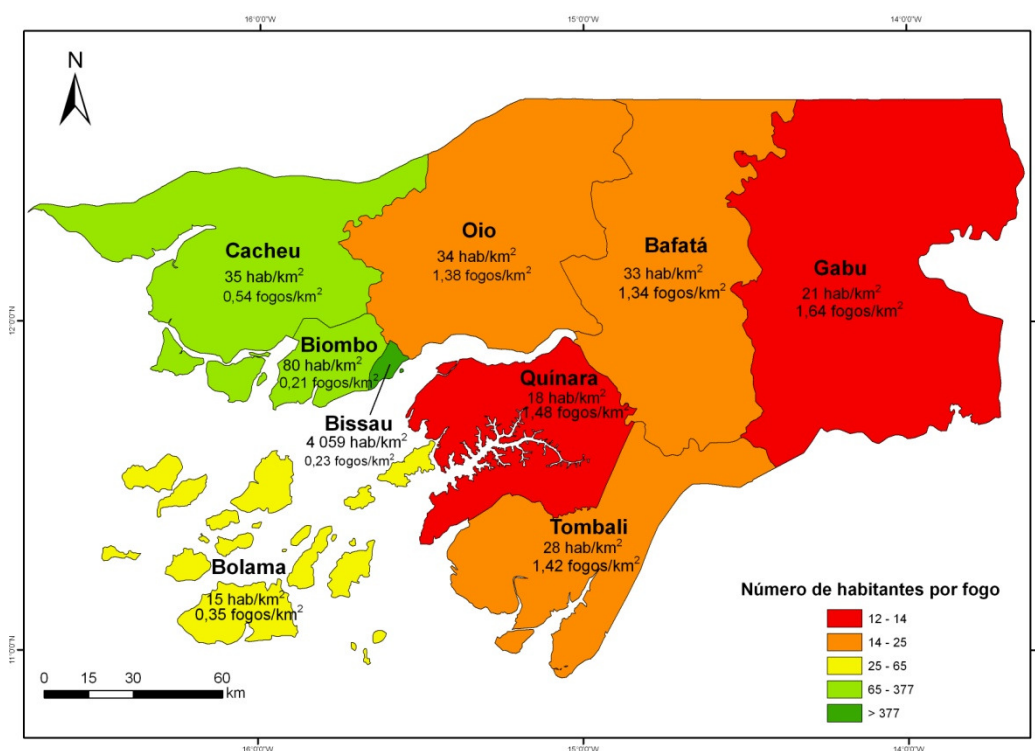 16°0'0"W 15°0'0"W 14°0'0"W
N
Cacheu
35 hab/km²
0,54 fogos/km²
Oio
34 hab/km²
1,38 fogos/km²
Bafatá
33 hab/km²
1,34 fogos/km²
Gabu
21 hab/km²
1,64 fogos/km²
12°0'0"N
12°0'0"N
Biombo
80 hab/km²
0,21 fogos/km²
Bissau
4 059 hab/km²
0,23 fogos/km²
Quinara
18 hab/km²
1,48 fogos/km²
Tombali
28 hab/km²
1,42 fogos/km²
Bolama
15 hab/km²
0,35 fogos/km²
Número de habitantes por fogo
12 - 14
14 - 25
25 - 65
65 - 377
> 377
11°0'0"N
11°0'0"N
0 15 30 60
km
16°0'0"W 15°0'0"W 14°0'0"W